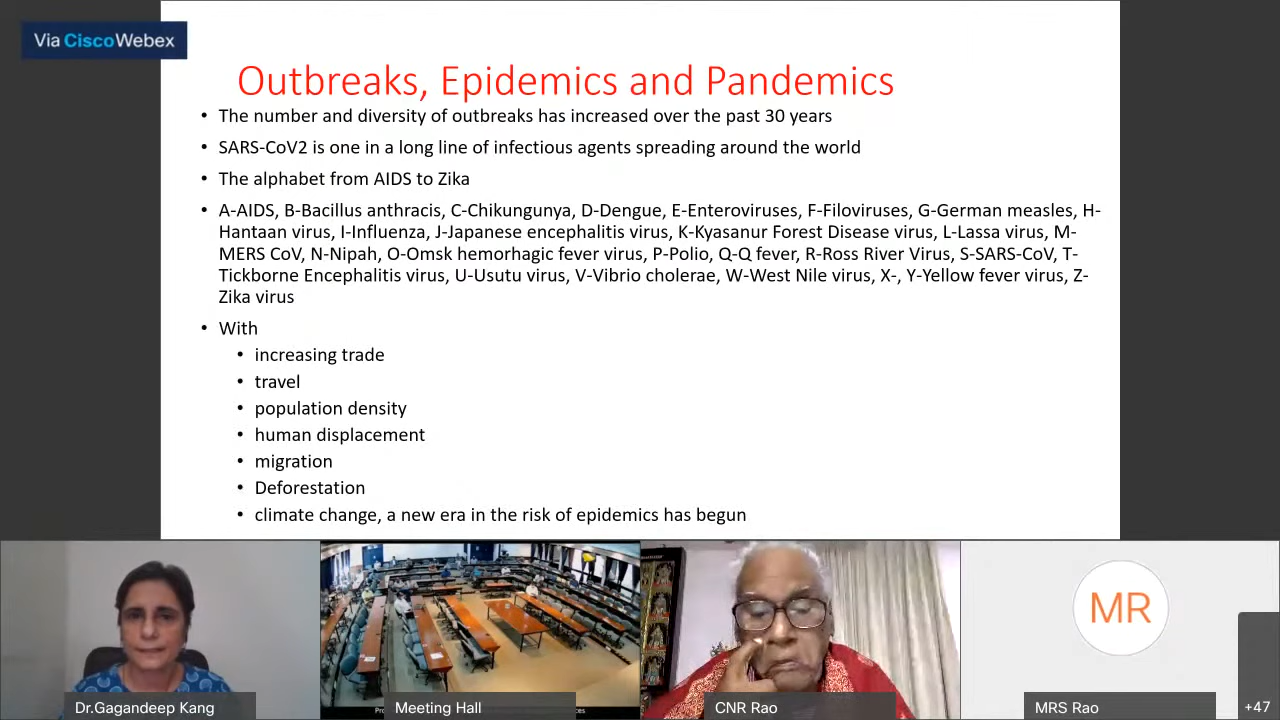 Via CiscoWebex
Outbreaks, Epidemics and Pandemics
• The number and diversity of outbreaks has increased over the past 30 years
• SARS-CoV2 is one in a long line of infectious agents spreading around the world
• The alphabet from AIDS to Zika
• A-AIDS, B-Bacillus anthracis, C-Chikungunya, D-Dengue, E-Enteroviruses, F-Filoviruses, G-German measles, H-
Hantaan virus, I-Influenza, J-Japanese encephalitis virus, K-Kyasanur Forest Disease virus, L-Lassa virus, M-
MERS CoV, N-Nipah, O-Omsk hemorrhagic fever virus, P-Polio, Q-Q fever, R-Ross River Virus, S-SARS-CoV, T-
Tickborne Encephalitis virus, U-Usutu virus, V-Vibrio cholerae, W-West Nile virus, X-, Y-Yellow fever virus, Z-
Zika virus
• With
• increasing trade
• travel
• population density
• human displacement
• migration
• Deforestation
• climate change, a new era in the risk of epidemics has begun
MR
Dr.Gagandeep Kang
Meeting Hall
CNR Rao
MRS Rao
+47